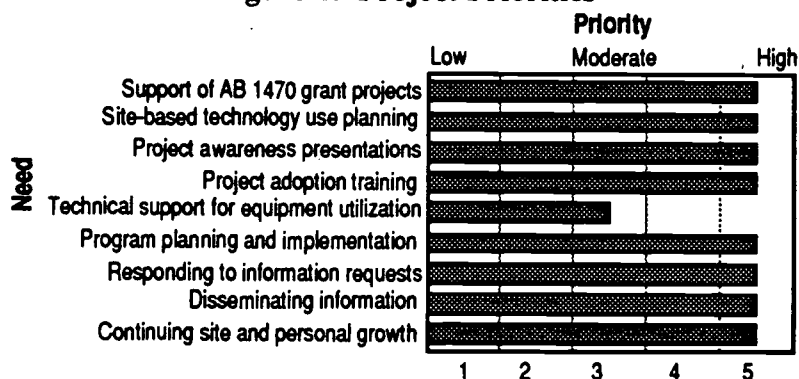 Priority
Low Moderate High
Need
Support of AB 1470 grant projects
Site-based technology use planning
Project awareness presentations
Project adoption training
Technical support for equipment utilization
Program planning and implementation
Responding to information requests
Disseminating information
Continuing site and personal growth
1 2 3 4 5